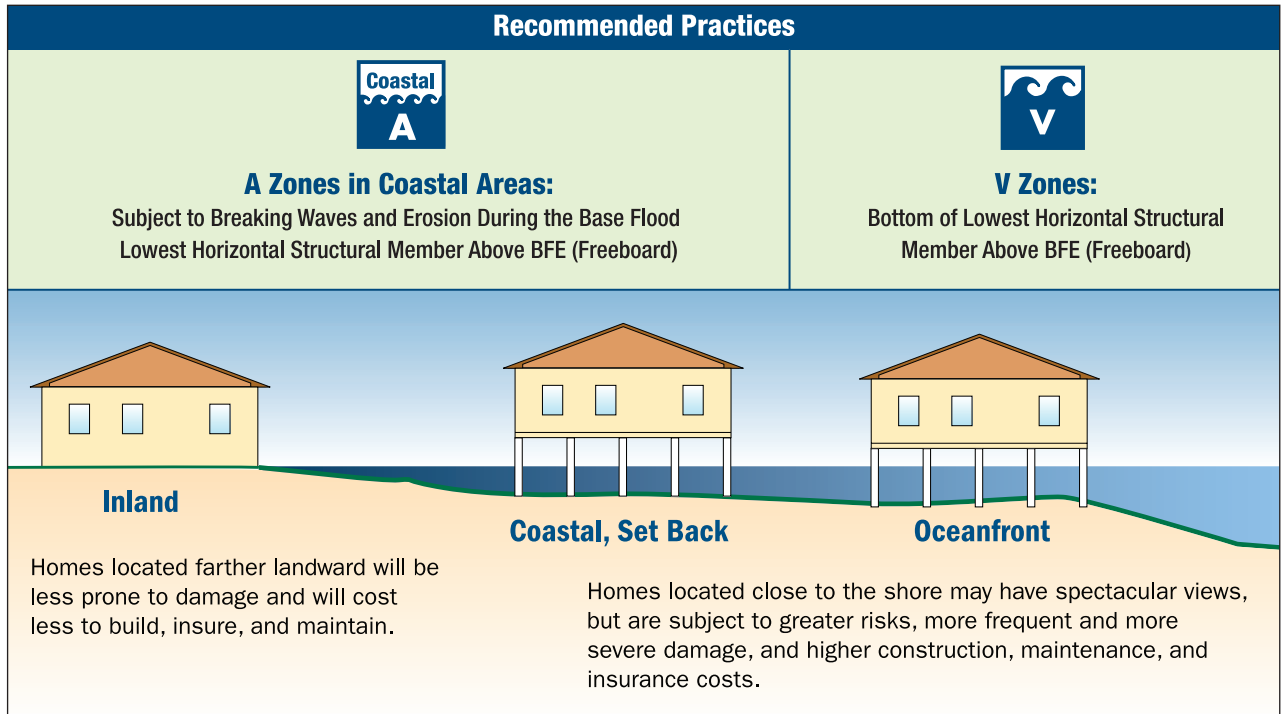 Recommended Practices
Coastal
A
A Zones in Coastal Areas:
Subject to Breaking Waves and Erosion During the Base Flood
Lowest Horizontal Structural Member Above BFE (Freeboard)
V
V Zones:
Bottom of Lowest Horizontal Structural
Member Above BFE (Freeboard)
Inland
Homes located farther landward will be
less prone to damage and will cost
less to build, insure, and maintain.
Coastal, Set Back
Oceanfront
Homes located close to the shore may have spectacular views,
but are subject to greater risks, more frequent and more
severe damage, and higher construction, maintenance, and
insurance costs.